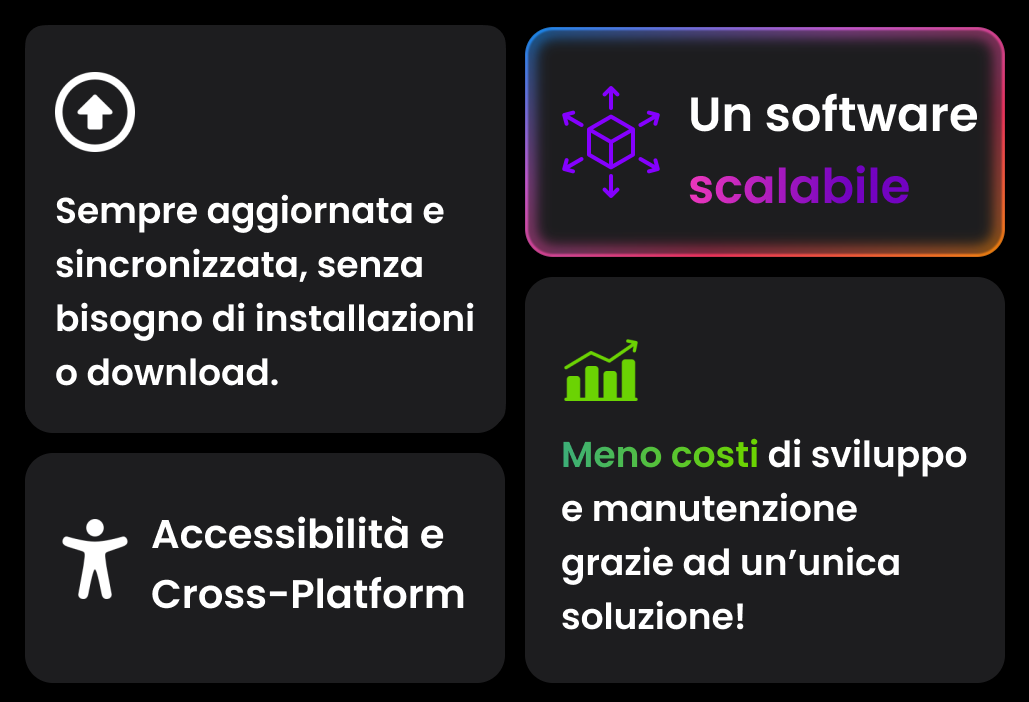 Sempre aggiornata e
sincronizzata, senza
bisogno di installazioni
o download.
Un software
scalabile
Accessibilità e
Cross-Platform
Meno costi di sviluppo
e manutenzione
grazie ad un’unica
soluzione!